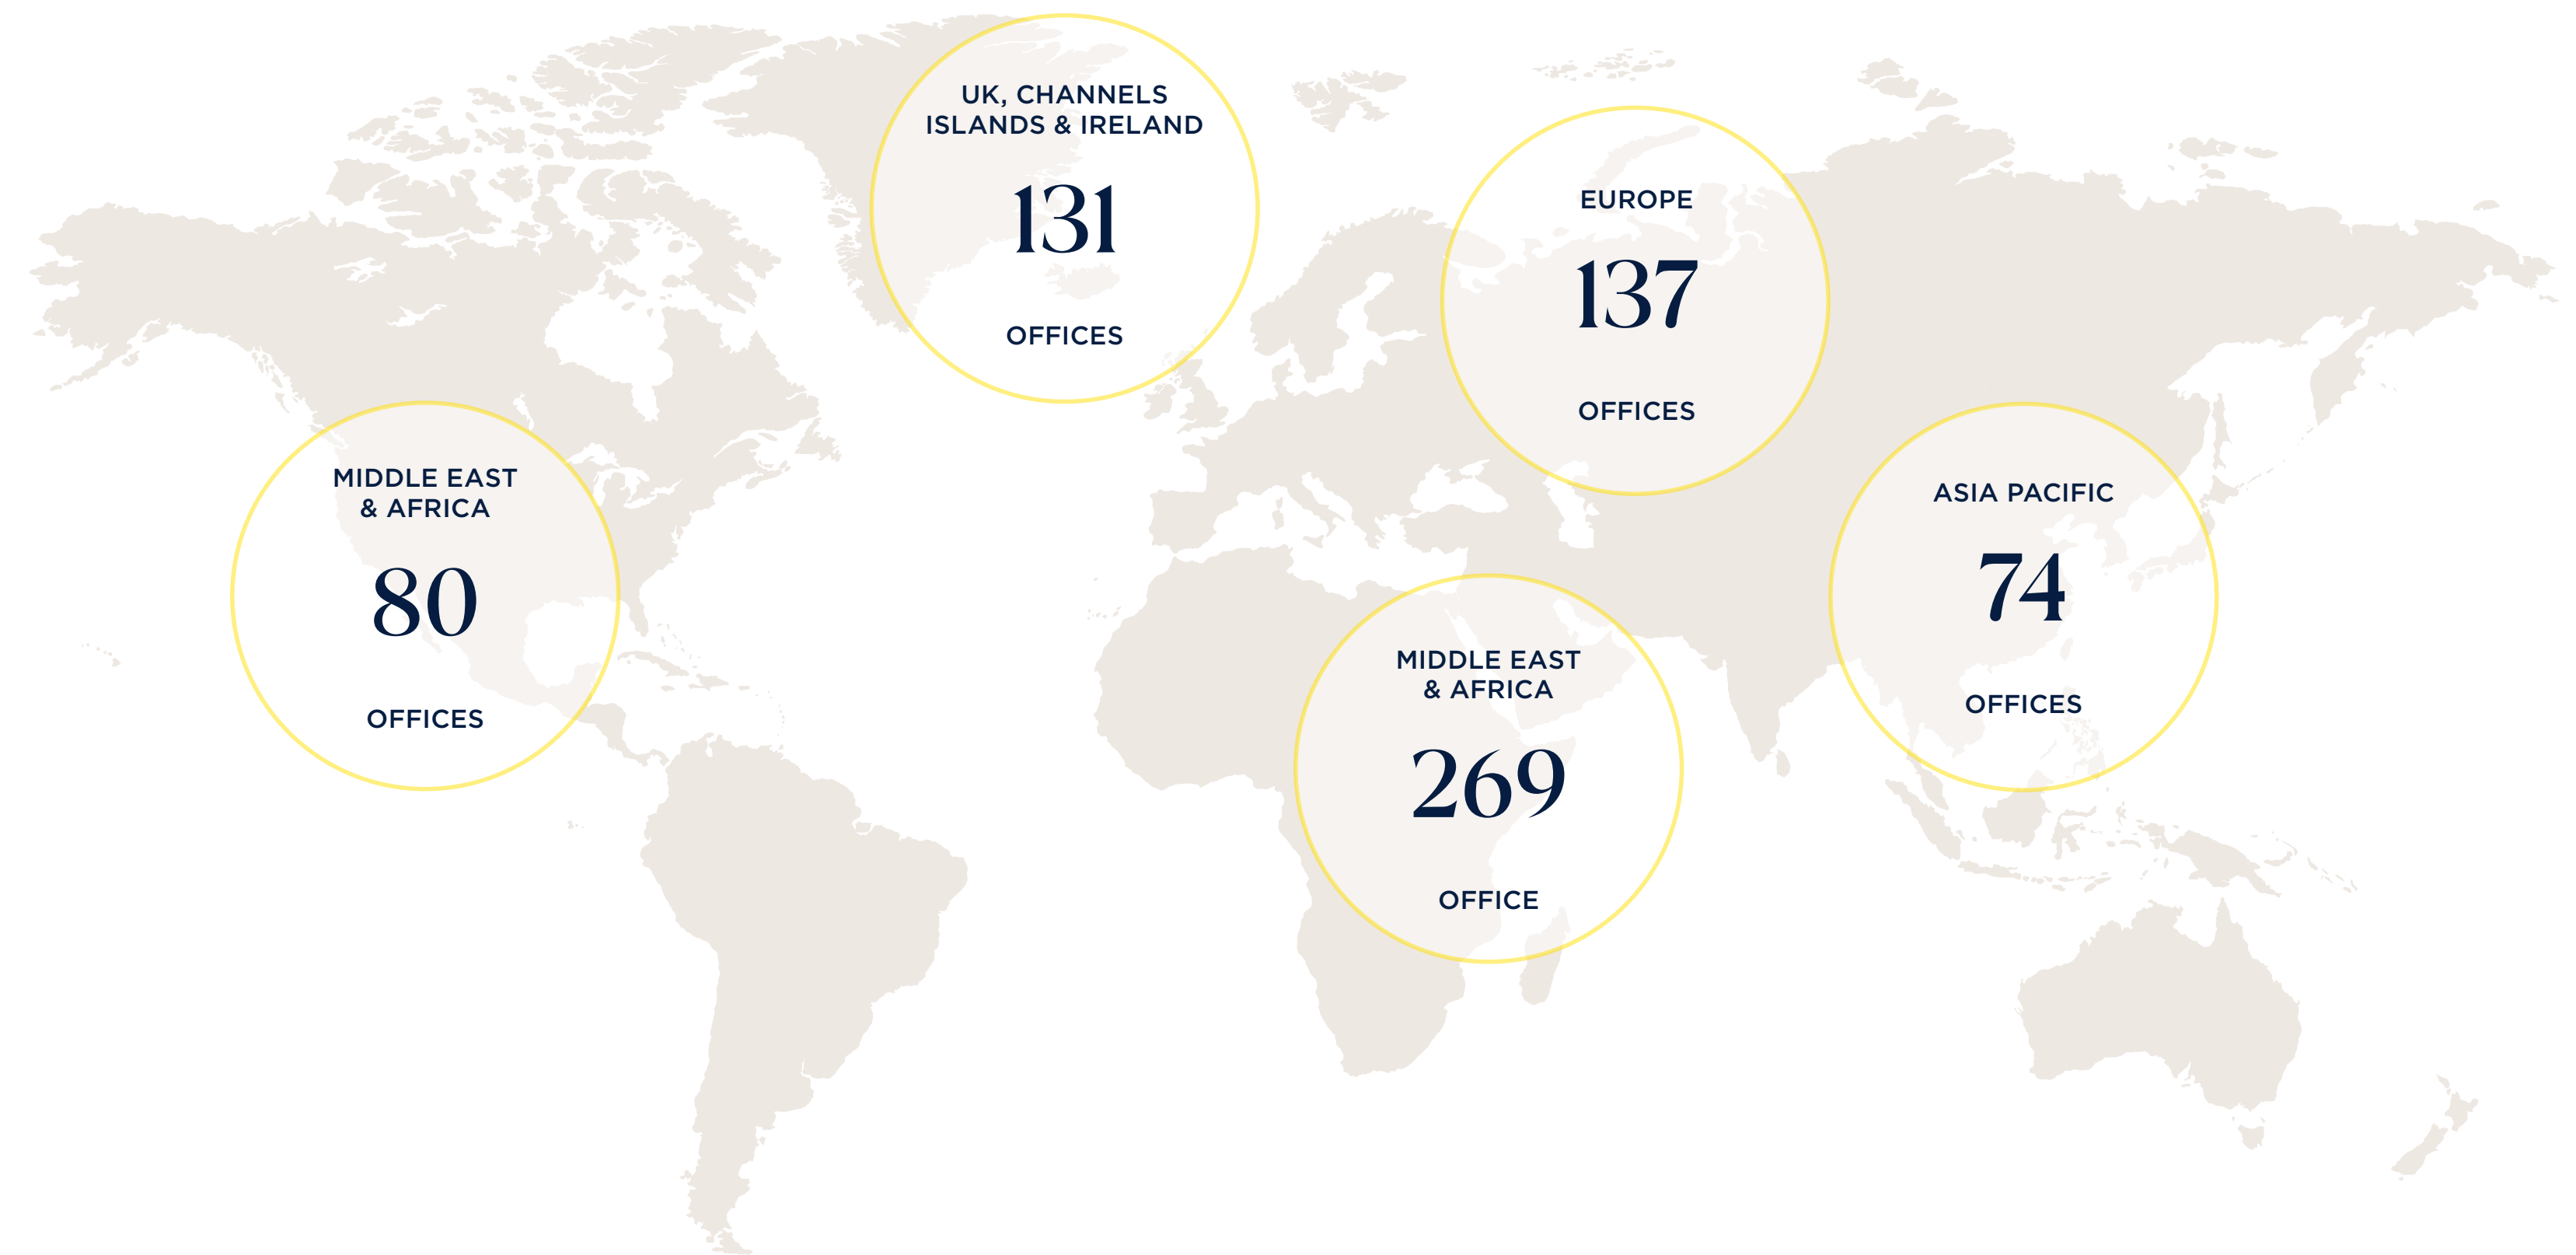 UK, CHANNELS
ISLANDS & IRELAND
131
OFFICES
EUROPE
137
OFFICES
MIDDLE EAST
& AFRICA
80
OFFICES
ASIA PACIFIC
74
OFFICES
MIDDLE EAST
& AFRICA
269
OFFICE